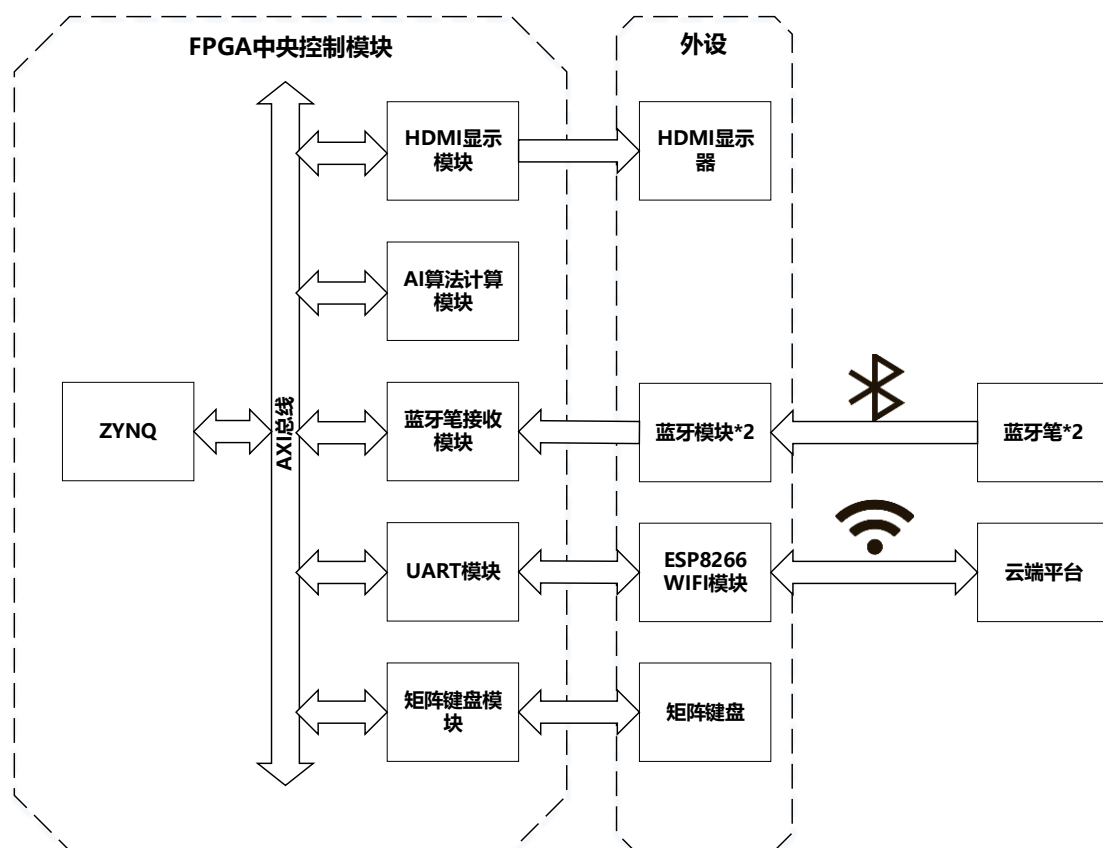 FPGA中央控制模块
外设
HDMI显示
模块
HDMI显示
器
AI算法计算
模块
ZYNQ
AXI总线
蓝牙笔接收
模块
蓝牙模块*2
蓝牙笔*2
UART模块
ESP8266
WIFI模块
云端平台
矩阵键盘模
块
矩阵键盘